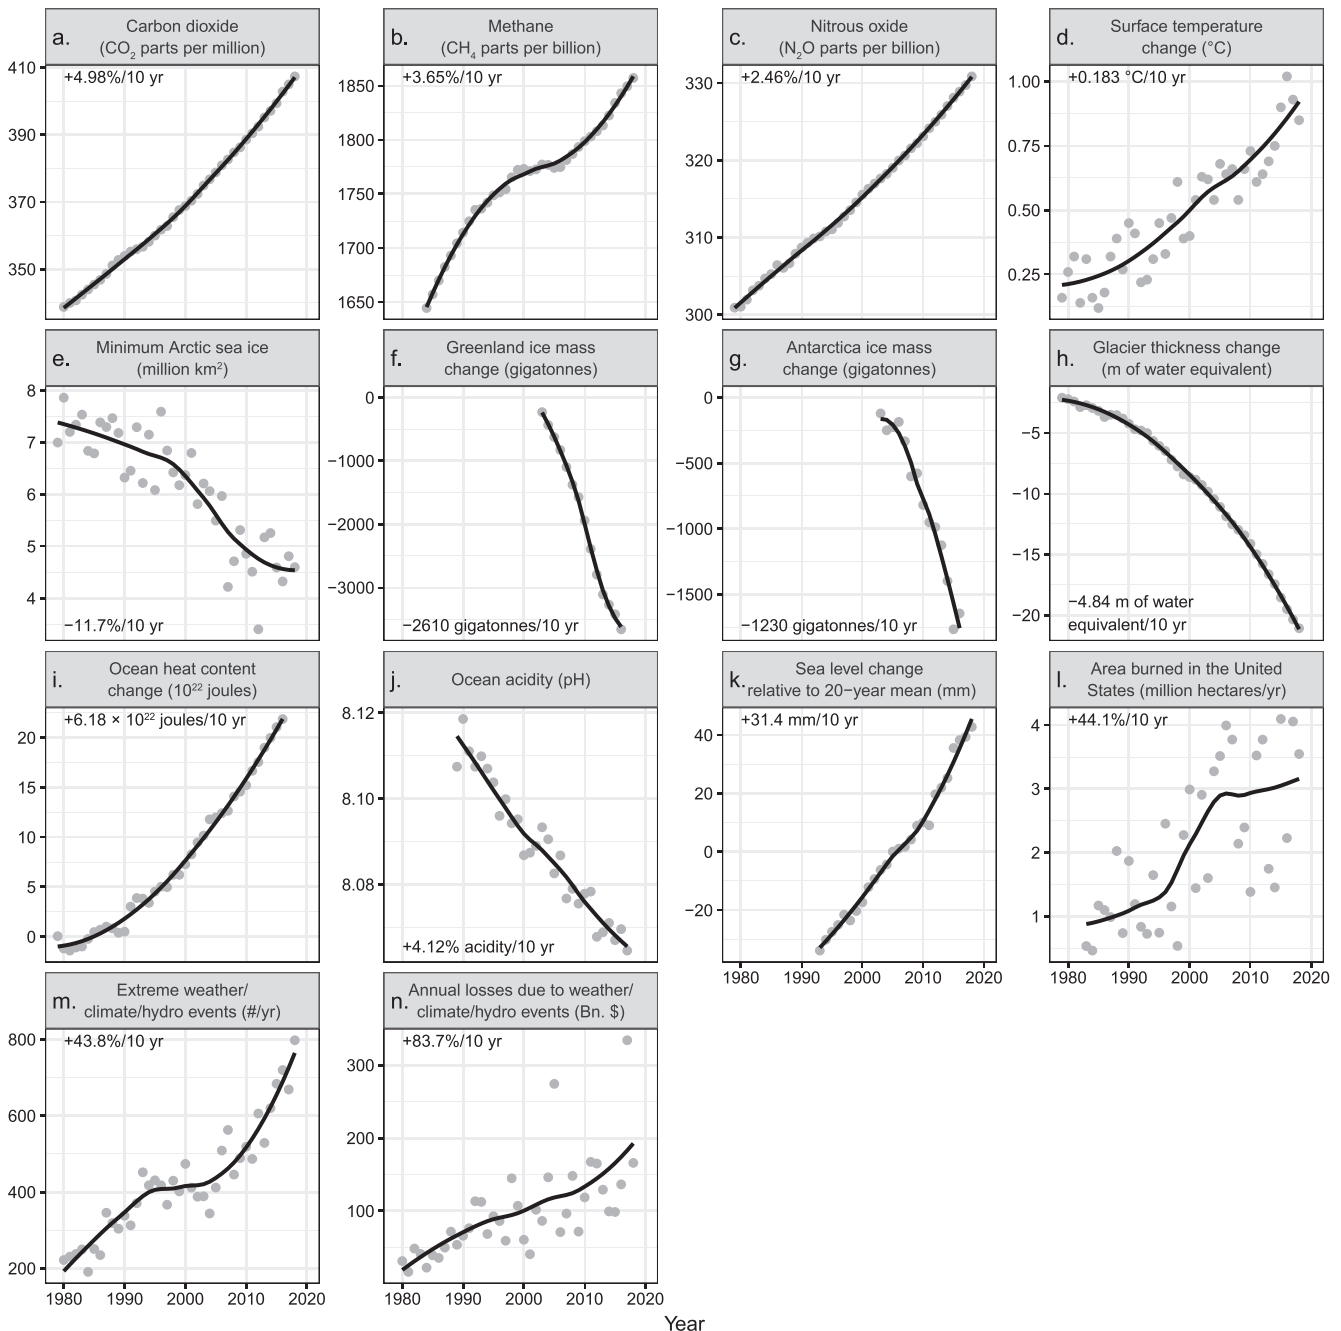 a. Carbon dioxide
(CO₂ parts per million)
+4.98%/10 yr
410
390
370
350
b. Methane
(CH₄ parts per billion)
+3.65%/10 yr
1850
1800
1750
1700
1650
c. Nitrous oxide
(N₂O parts per billion)
+2.46%/10 yr
330
320
310
300
d. Surface temperature
change (°C)
+0.183 °C/10 yr
1.00
0.75
0.50
0.25
e. Minimum Arctic sea ice
(million km²)
8
7
6
5
4
−11.7%/10 yr
f. Greenland ice mass
change (gigatonnes)
0
−1000
−2000
−3000
−2610 gigatonnes/10 yr
g. Antarctica ice mass
change (gigatonnes)
0
−500
−1000
−1500
−1230 gigatonnes/10 yr
h. Glacier thickness change
(m of water equivalent)
−5
−10
−15
−20
−4.84 m of water
equivalent/10 yr
i. Ocean heat content
change (10²² joules)
+6.18 × 10²² joules/10 yr
20
15
10
5
0
j. Ocean acidity (pH)
8.12
8.10
8.08
+4.12% acidity/10 yr
k. Sea level change
relative to 20−year mean (mm)
+31.4 mm/10 yr
40
20
0
−20
1980 1990 2000 2010 2020
l. Area burned in the United
States (million hectares/yr)
+44.1%/10 yr
4
3
2
1
1980 1990 2000 2010 2020
m. Extreme weather/
climate/hydro events (#/yr)
+43.8%/10 yr
800
600
400
200
1980 1990 2000 2010 2020
n. Annual losses due to weather/
climate/hydro events (Bn. $)
+83.7%/10 yr
300
200
100
1980 1990 2000 2010 2020
Year